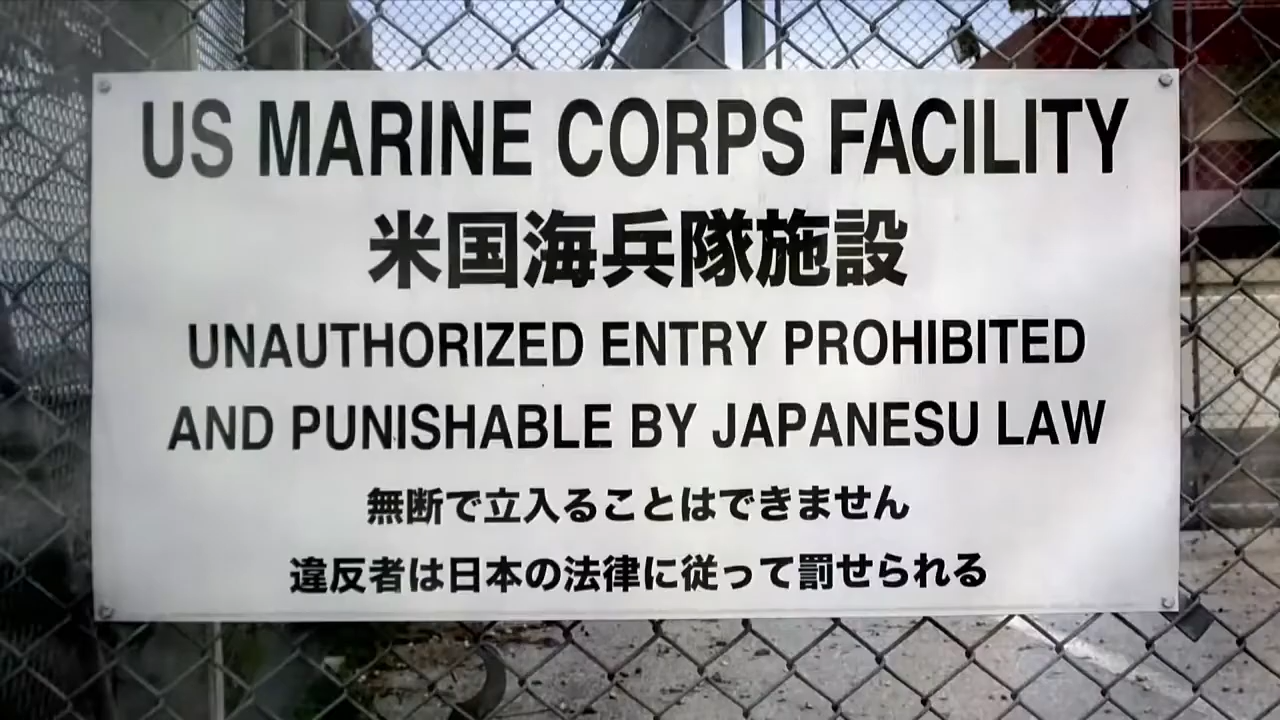 US MARINE CORPS FACILITY
米国海兵隊施設
UNAUTHORIZED ENTRY PROHIBITED
AND PUNISHABLE BY JAPANESU LAW
無断で立入ることはできません
違反者は日本の法律に従って罰せられる